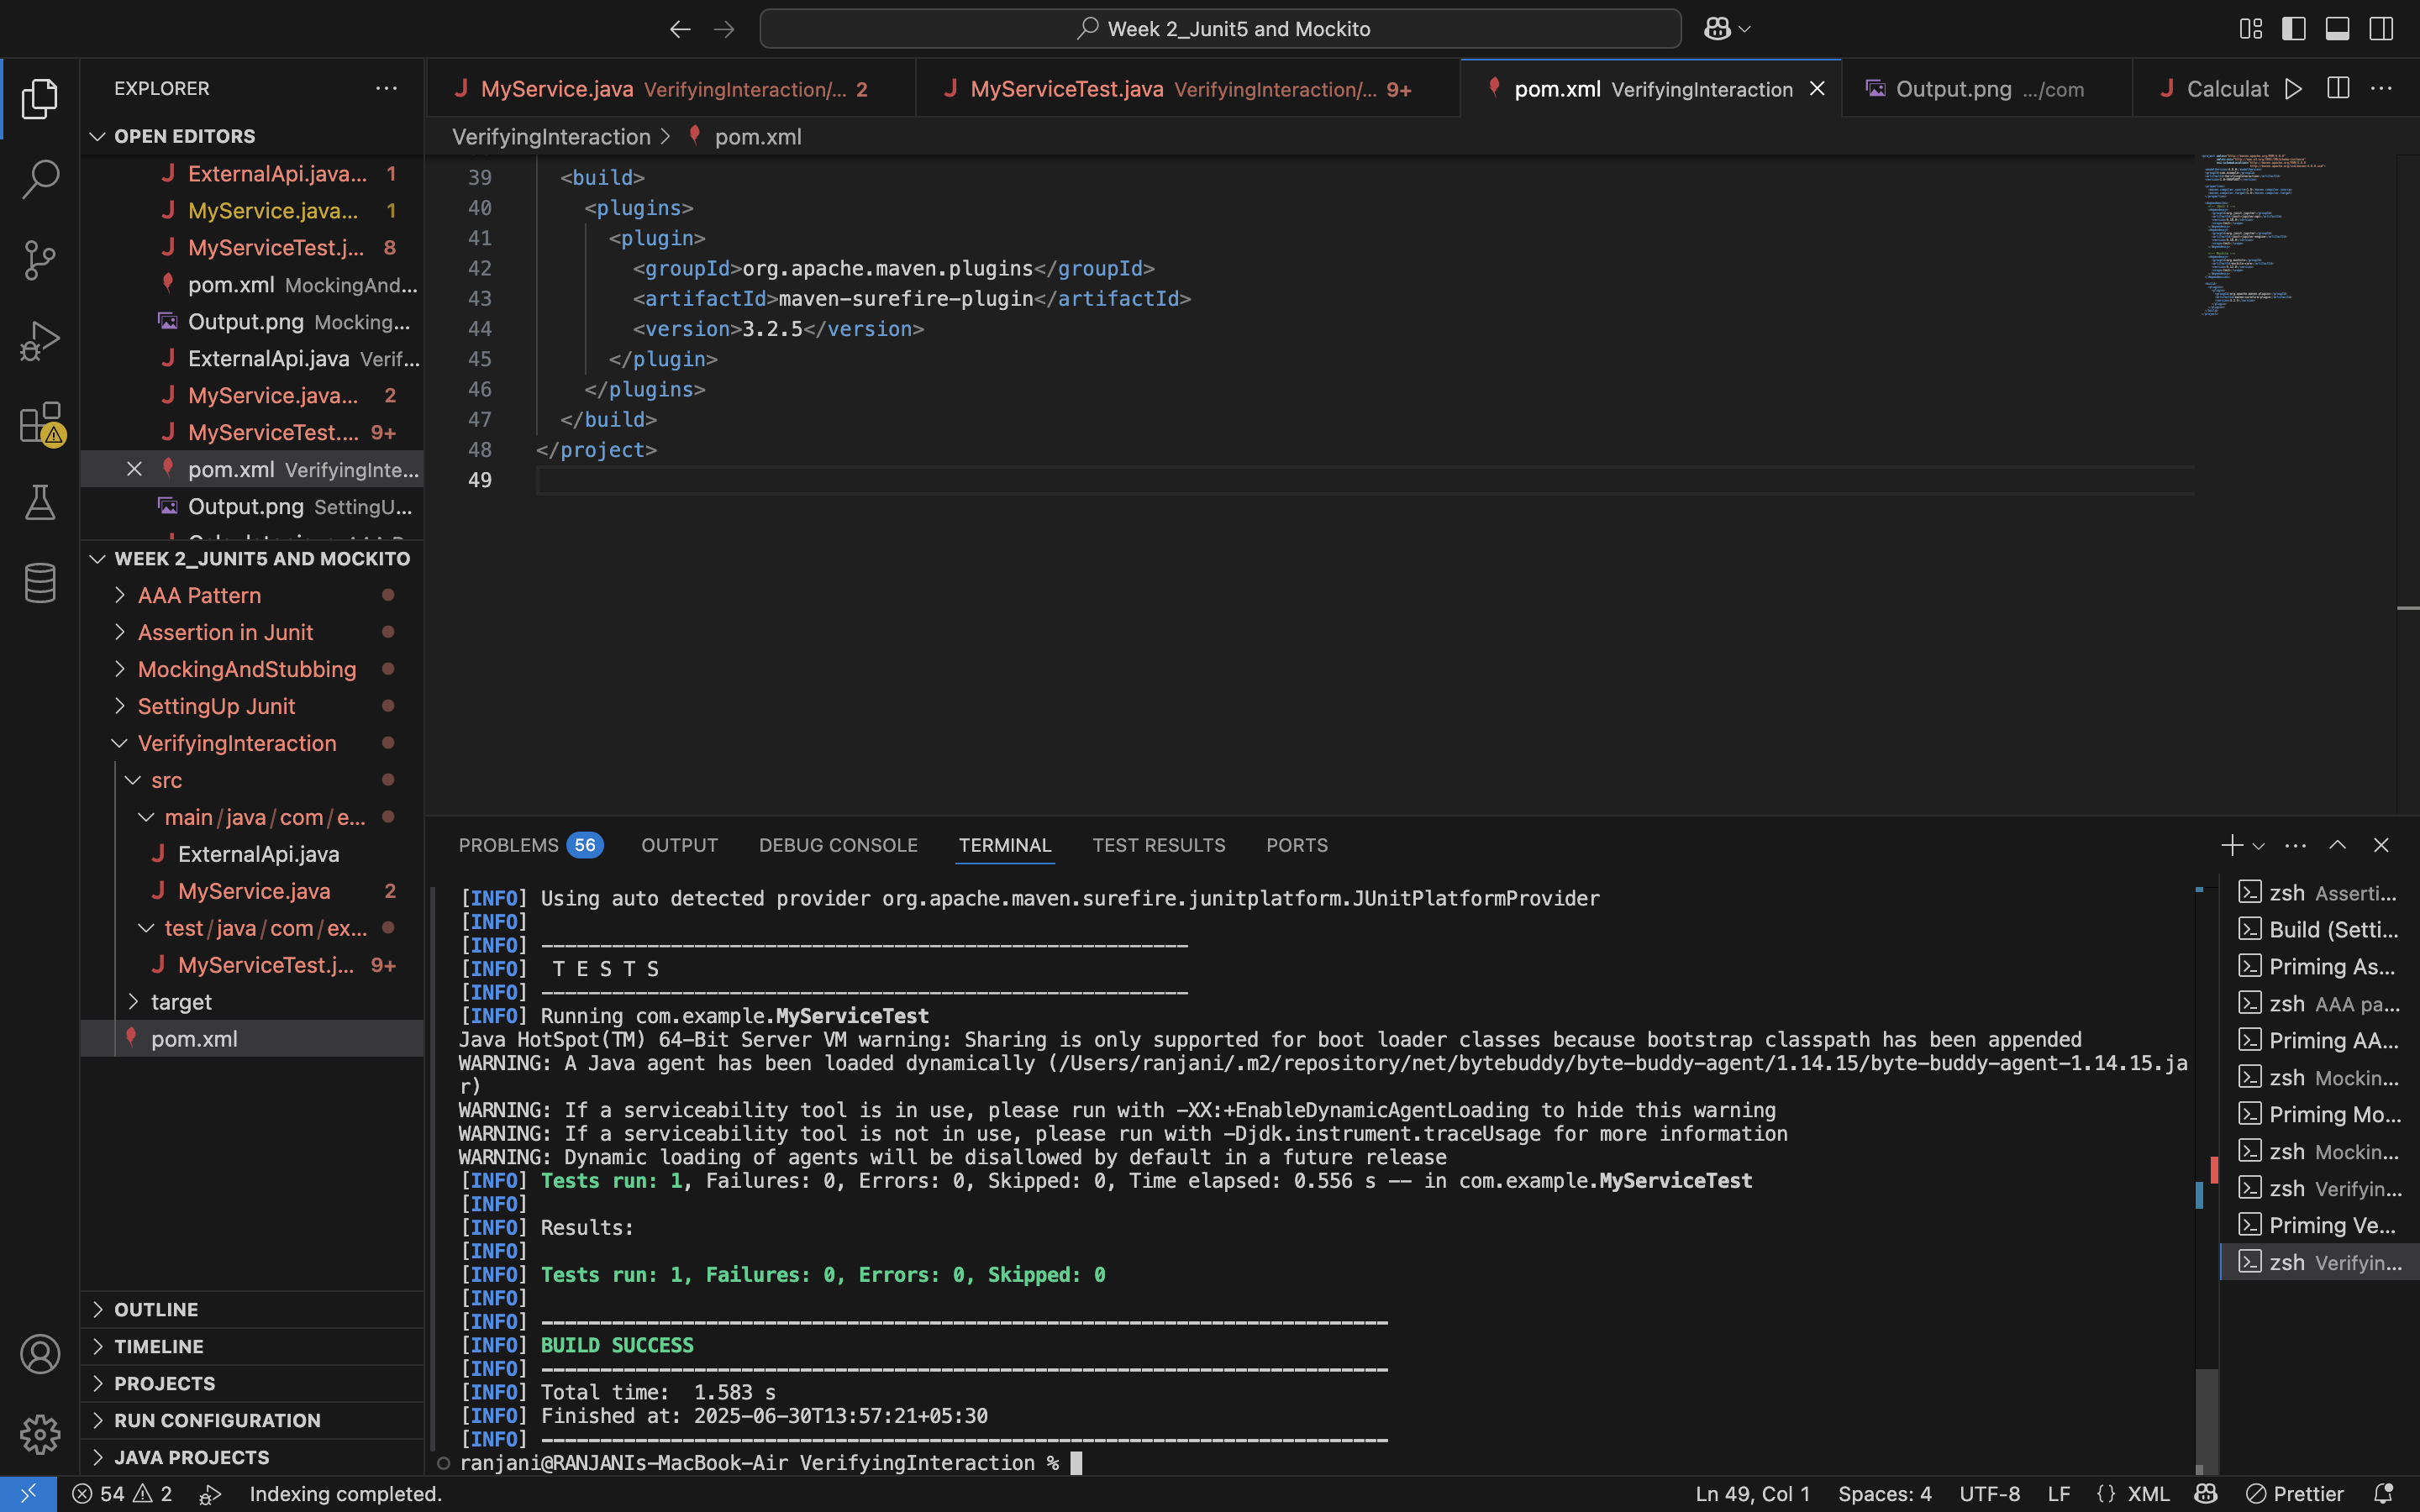 Week 2_Junit5 and Mockito
EXPLORER
OPEN EDITORS
ExternalApi.java... 1
MyService.java... 1
MyServiceTest.j... 8
pom.xml MockingAnd...
Output.png Mocking...
ExternalApi.java Verif...
MyService.java... 2
MyServiceTest.... 9+
pom.xml VerifyingInte...
Output.png SettingU...
WEEK 2_JUNIT5 AND MOCKITO
AAA Pattern
Assertion in Junit
MockingAndStubbing
SettingUp Junit
VerifyingInteraction
src
main/java/com/e...
ExternalApi.java
MyService.java 2
test/java/com/ex...
MyServiceTest.j... 9+
target
pom.xml
OUTLINE
TIMELINE
PROJECTS
RUN CONFIGURATION
JAVA PROJECTS
MyService.java VerifyingInteraction/... 2
MyServiceTest.java VerifyingInteraction/... 9+
pom.xml VerifyingInteraction
Output.png .../com
Calculat
VerifyingInteraction > pom.xml
39 <build>
40 <plugins>
41 <plugin>
42 <groupId>org.apache.maven.plugins</groupId>
43 <artifactId>maven-surefire-plugin</artifactId>
44 <version>3.2.5</version>
45 </plugin>
46 </plugins>
47 </build>
48 </project>
49
PROBLEMS 56 OUTPUT DEBUG CONSOLE TERMINAL TEST RESULTS PORTS
[INFO] Using auto detected provider org.apache.maven.surefire.junitplatform.JUnitPlatformProvider
[INFO]
[INFO] -------------------------------------------------------
[INFO]  T E S T S
[INFO] -------------------------------------------------------
[INFO] Running com.example.MyServiceTest
Java HotSpot(TM) 64-Bit Server VM warning: Sharing is only supported for boot loader classes because bootstrap classpath has been appended
WARNING: A Java agent has been loaded dynamically (/Users/ranjani/.m2/repository/net/bytebuddy/byte-buddy-agent/1.14.15/byte-buddy-agent-1.14.15.ja
r)
WARNING: If a serviceability tool is in use, please run with -XX:+EnableDynamicAgentLoading to hide this warning
WARNING: If a serviceability tool is not in use, please run with -Djdk.instrument.traceUsage for more information
WARNING: Dynamic loading of agents will be disallowed by default in a future release
[INFO] Tests run: 1, Failures: 0, Errors: 0, Skipped: 0, Time elapsed: 0.556 s -- in com.example.MyServiceTest
[INFO]
[INFO] Results:
[INFO]
[INFO] Tests run: 1, Failures: 0, Errors: 0, Skipped: 0
[INFO]
[INFO] ------------------------------------------------------------------------
[INFO] BUILD SUCCESS
[INFO] ------------------------------------------------------------------------
[INFO] Total time:  1.583 s
[INFO] Finished at: 2025-06-30T13:57:21+05:30
[INFO] ------------------------------------------------------------------------
ranjani@RANJANIs-MacBook-Air VerifyingInteraction %
zsh Asserti...
Build (Setti...
Priming As...
zsh AAA pa...
Priming AA...
zsh Mockin...
Priming Mo...
zsh Mockin...
zsh Verifyin...
Priming Ve...
zsh Verifyin...
54 2 Indexing completed.
Ln 49, Col 1 Spaces: 4 UTF-8 LF {} XML Prettier